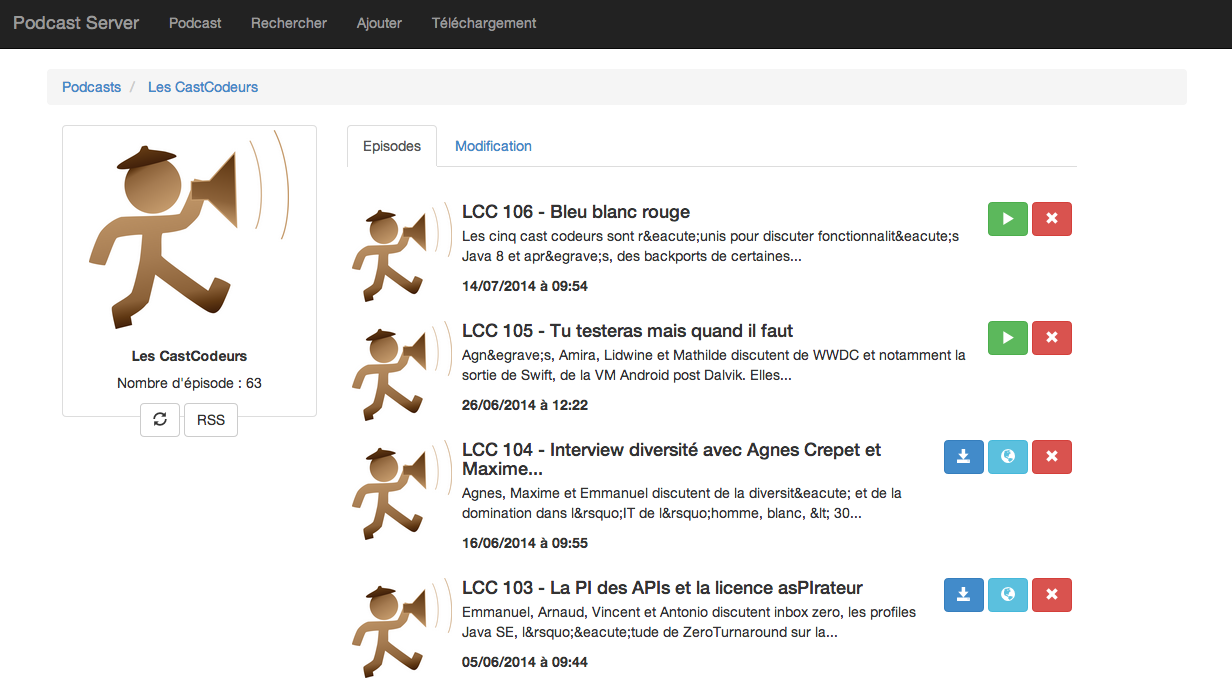 Podcast Server Podcast Rechercher Ajouter Téléchargement
Podcasts / Les CastCodeurs
Les CastCodeurs
Nombre d'épisode : 63
RSS
Episodes Modification
LCC 106 - Bleu blanc rouge
Les cinq cast codeurs sont r&eacute;unis pour discuter fonctionnalit&eacute;s
Java 8 et apr&egrave;s, des backports de certaines...
14/07/2014 à 09:54
LCC 105 - Tu testeras mais quand il faut
Agn&egrave;s, Amira, Lidwine et Mathilde discutent de WWDC et notamment la
sortie de Swift, de la VM Android post Dalvik. Elles...
26/06/2014 à 12:22
LCC 104 - Interview diversité avec Agnes Crepet et
Maxime...
Agnes, Maxime et Emmanuel discutent de la diversit&eacute; et de la
domination dans l&rsquo;IT de l&rsquo;homme, blanc, &lt; 30...
16/06/2014 à 09:55
LCC 103 - La PI des APIs et la licence asPIrateur
Emmanuel, Arnaud, Vincent et Antonio discutent inbox zero, les profiles
Java SE, l&rsquo;&eacute;tude de ZeroTurnaround sur la...
05/06/2014 à 09:44